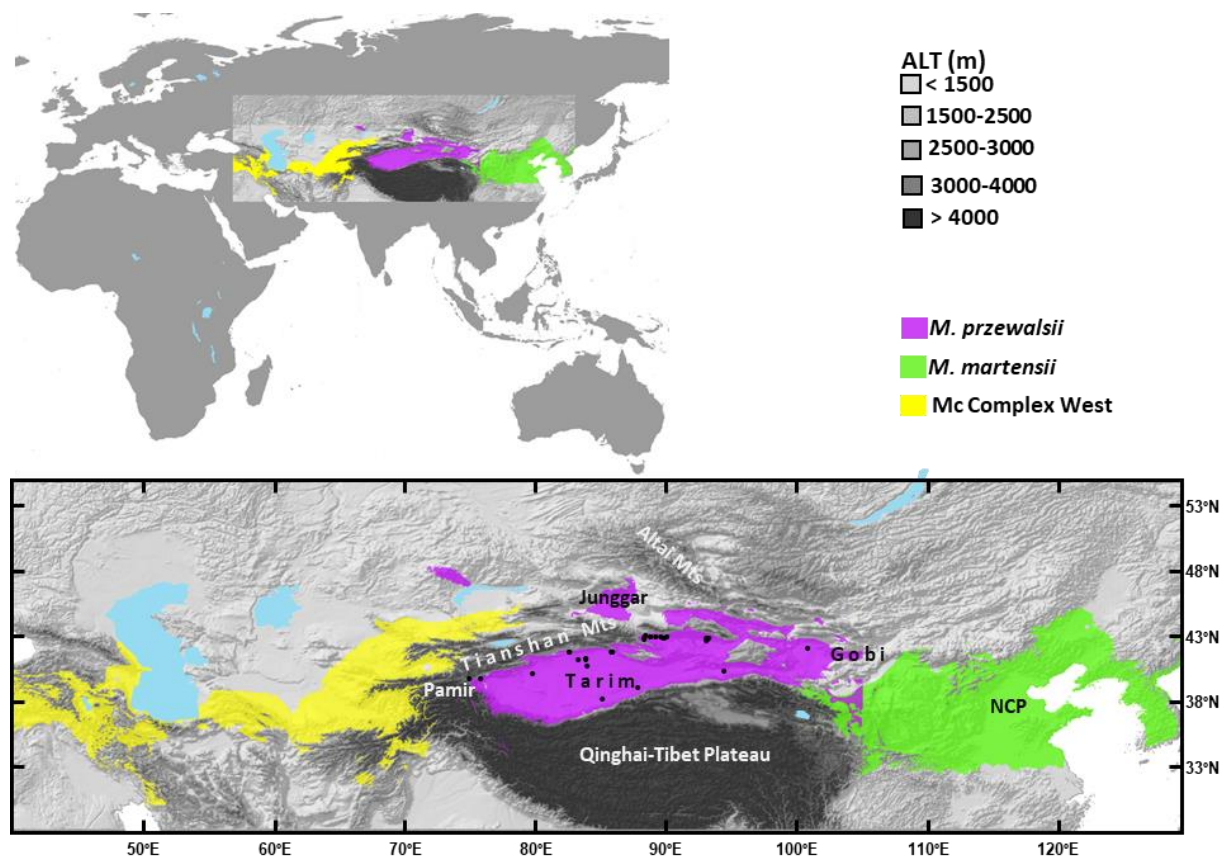 ALT (m)
< 1500
1500-2500
2500-3000
3000-4000
> 4000
M. przewalsii
M. martensii
Mc Complex West
53°N
48°N
43°N
38°N
33°N
Altai Mts
Junggar
Tianshan Mts
Gobi
Pamir
Tarim
NCP
Qinghai-Tibet Plateau
50°E
60°E
70°E
80°E
90°E
100°E
110°E
120°E